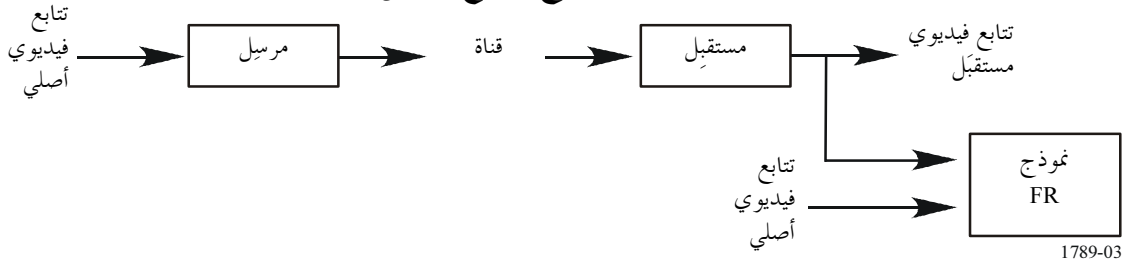 تتابع
فيديوي
أصلي
مرسِل
قناة
مستقبِل
تتابع فيديوي
مستقبَل
تتابع
فيديوي
أصلي
نموذج
FR
1789-03